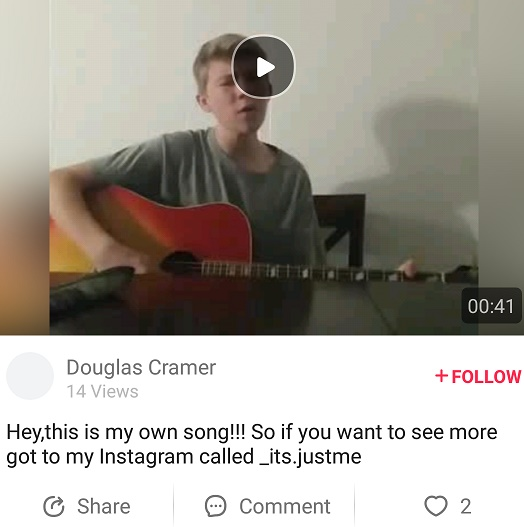 00:41
Douglas Cramer
14 Views
+FOLLOW
Hey,this is my own song!!! So if you want to see more
got to my Instagram called _its.justme
Share
Comment
2